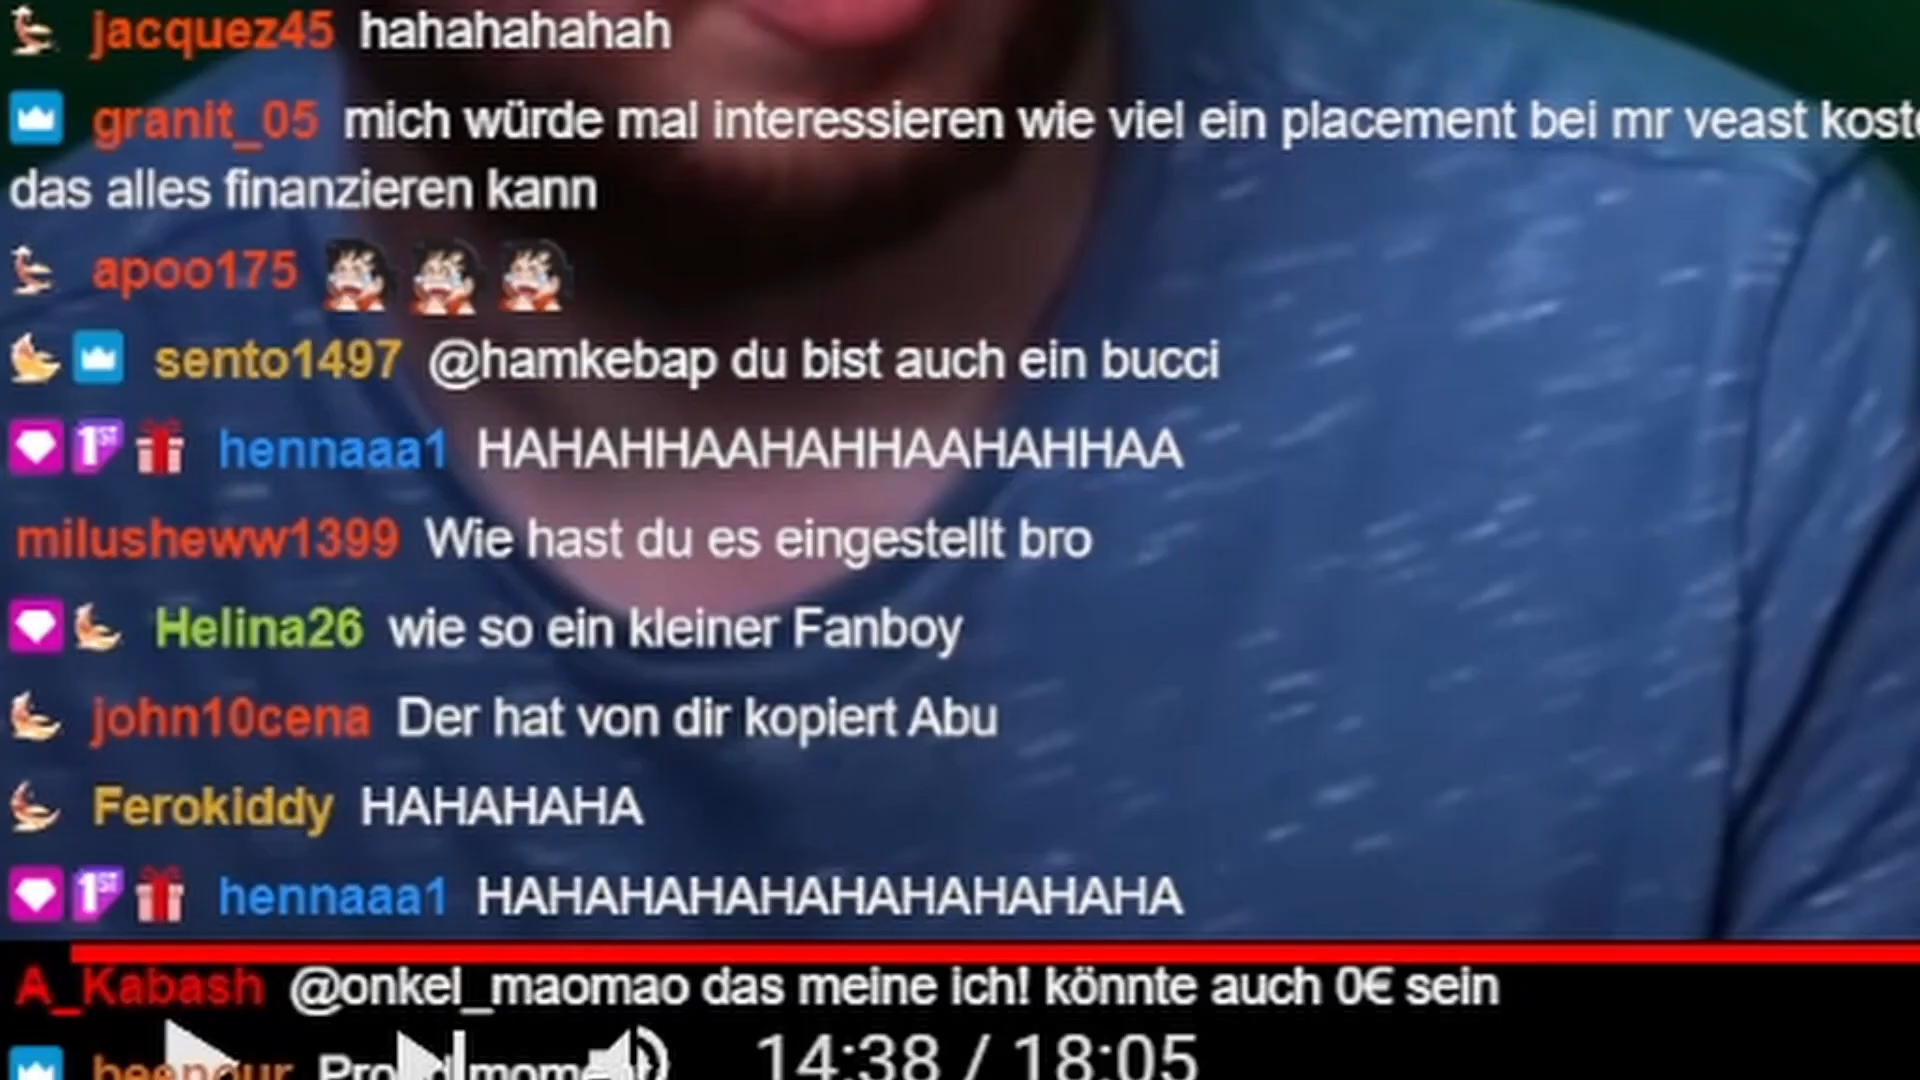 jacquez45 hahahahahah
granit_05 mich würde mal interessieren wie viel ein placement bei mr veast
das alles finanzieren kann
apoo175
sento1497 @hamkebap du bist auch ein bucci
1ST hennaaa1 HAHAHHAAHAHHAAHAHHAA
milusheww1399 Wie hast du es eingestellt bro
Helina26 wie so ein kleiner Fanboy
john10cena Der hat von dir kopiert Abu
Ferokiddy HAHAHAHA
1ST hennaaa1 HAHAHAHAHAHAHAHAHAHA
A_Kabash @onkel_maomao das meine ich! könnte auch 0€ sein
14:38 / 18:05